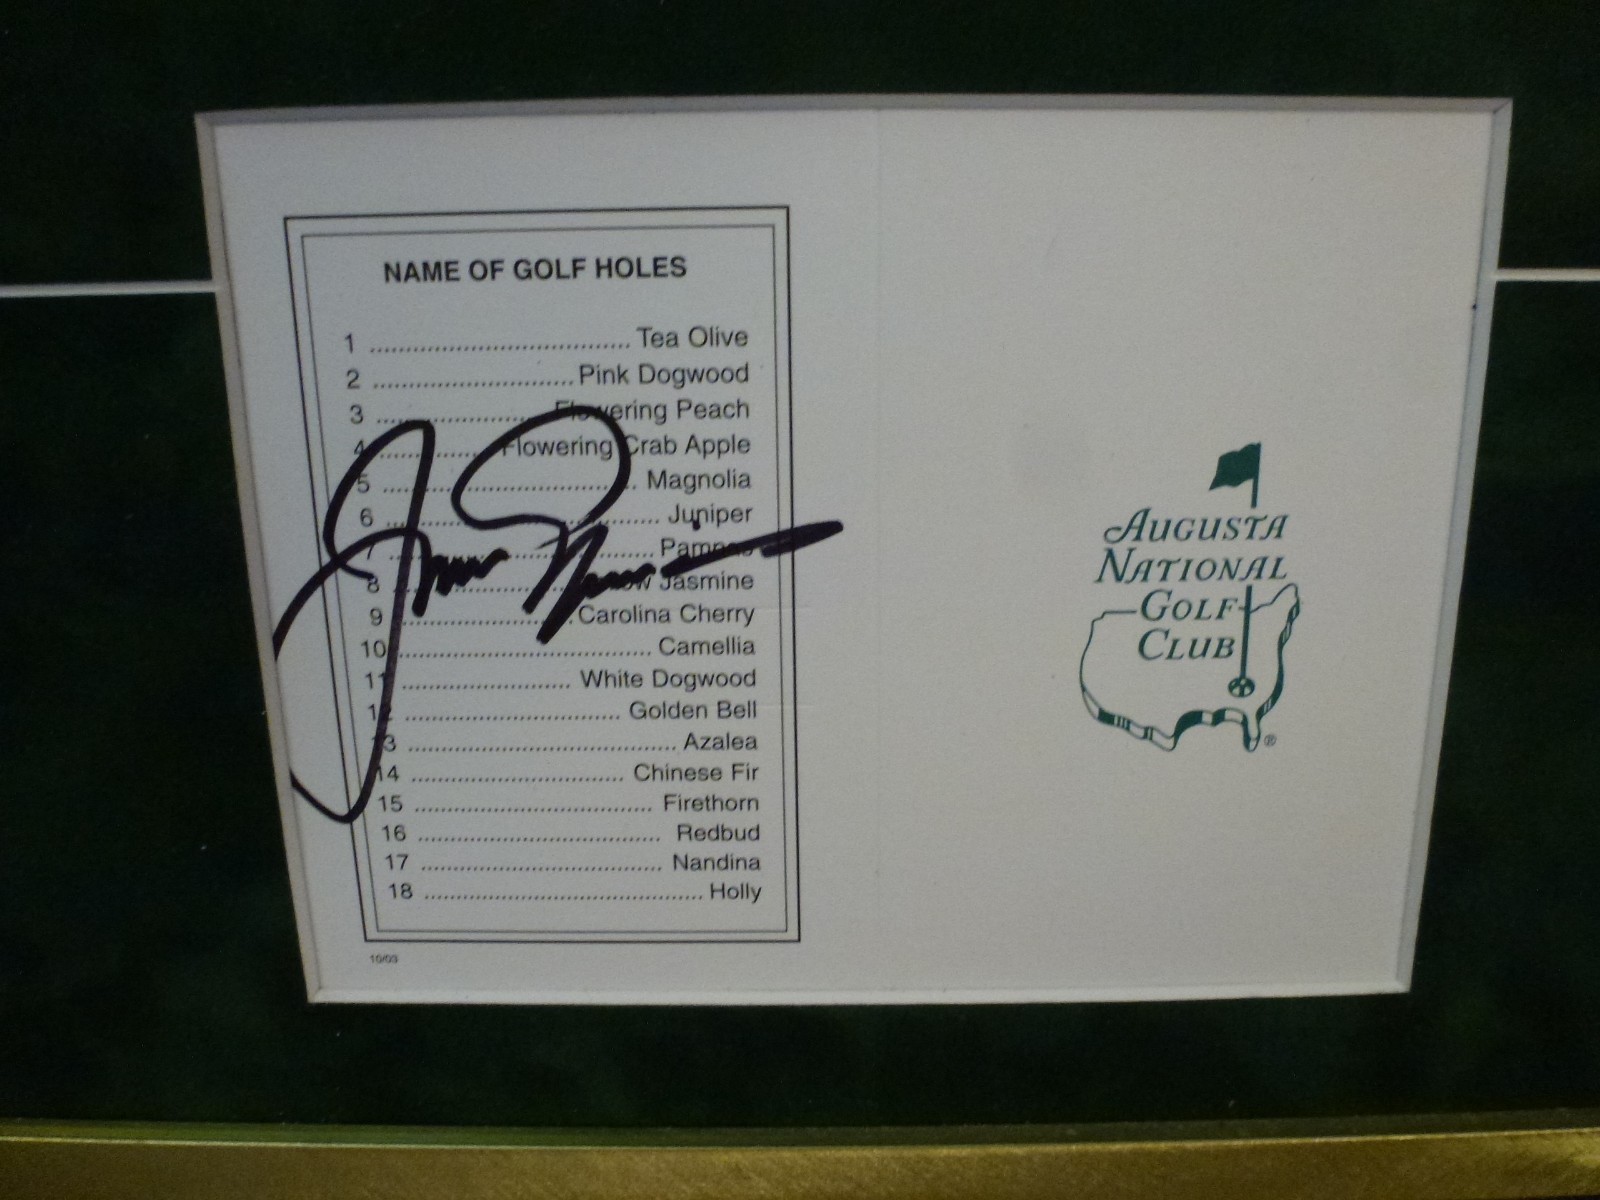 NAME OF GOLF HOLES
1 ................................... Tea Olive
2 ........................... Pink Dogwood
3 ........................ Flowering Peach
4 .............. Flowering Crab Apple
5 .................................. Magnolia
6 ..................................... Juniper
7 .................................... Pampas
8 ........................... Jasmine
9 ........................ Carolina Cherry
10 .................................. Camellia
11 ....................... White Dogwood
12 ............................. Golden Bell
13 ..................................... Azalea
14 ............................. Chinese Fir
15 ................................. Firethorn
16 .................................. Redbud
17 .................................. Nandina
18 ........................................ Holly
10/03
AUGUSTA
NATIONAL
GOLF
CLUB
®